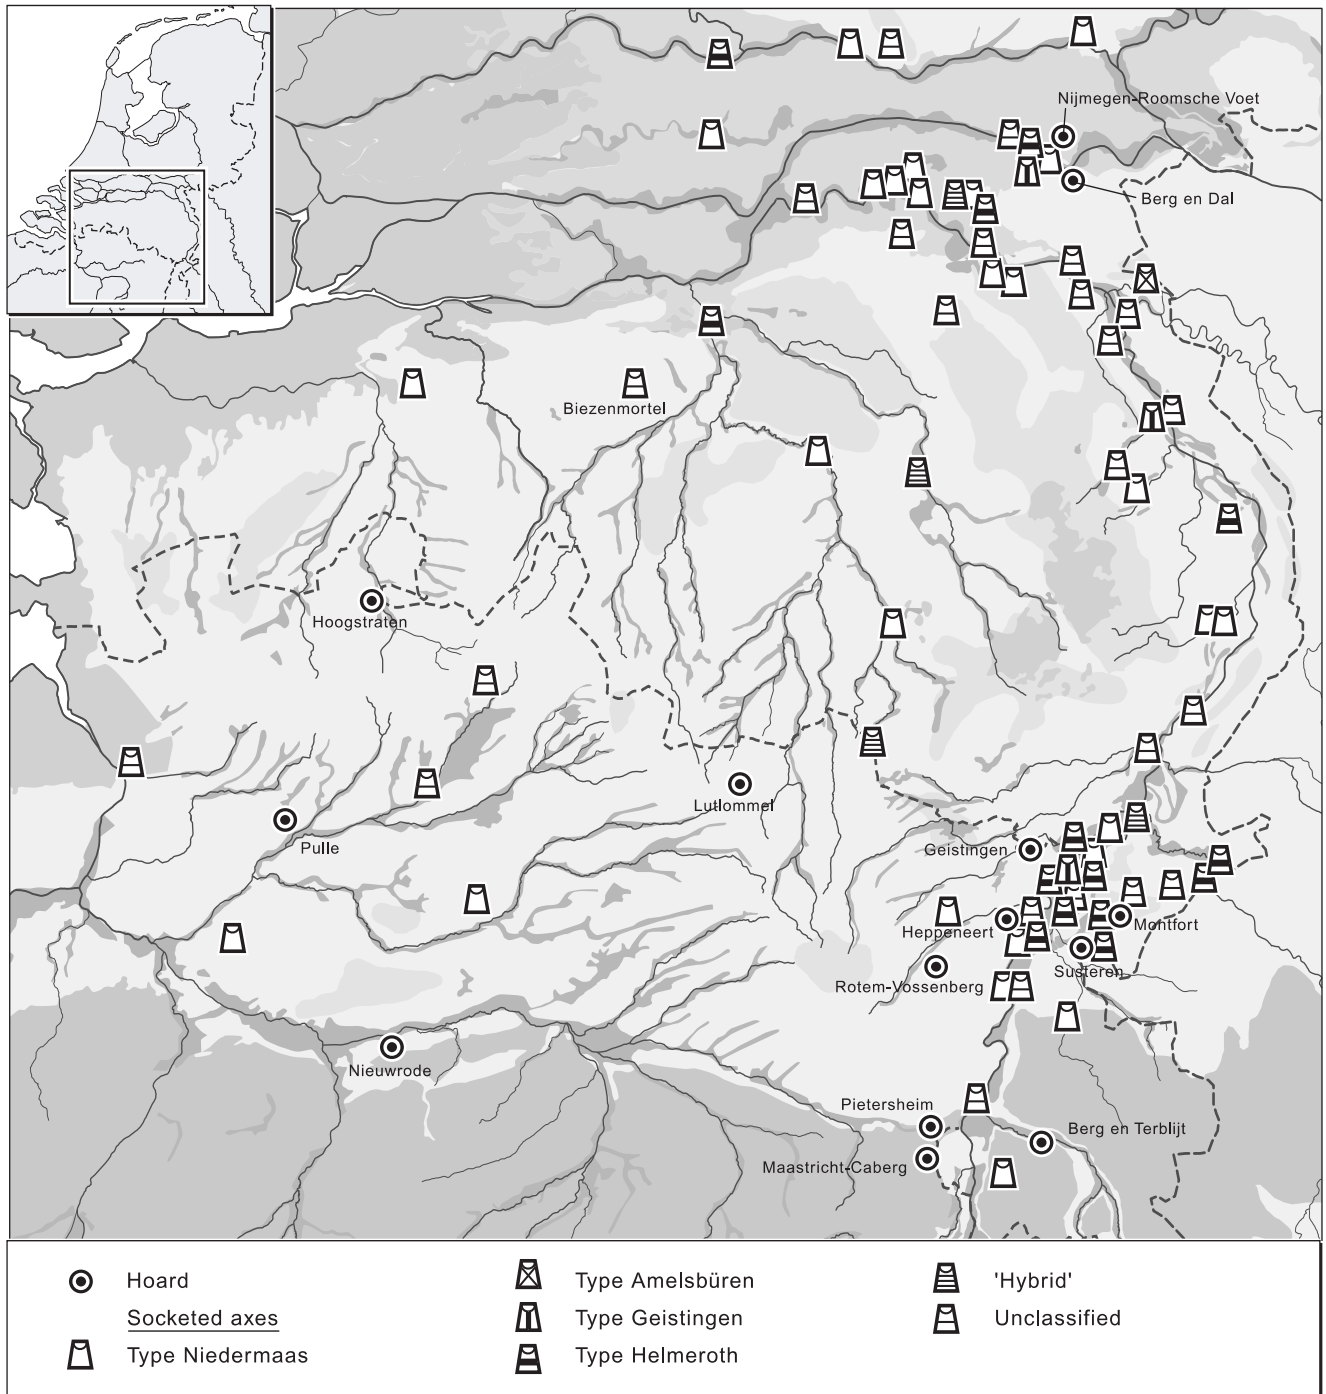 Nijmegen-Roomsche Voet
Berg en Dal
Biezenmortel
Hoogstraten
Lutlommel
Pulle
Geistingen
Heppeneert
Montfort
Susteren
Rotem-Vossenberg
Nieuwrode
Pietersheim
Berg en Terblijt
Maastricht-Caberg
Hoard
Socketed axes
Type Niedermaas
Type Amelsbüren
Type Geistingen
Type Helmeroth
'Hybrid'
Unclassified